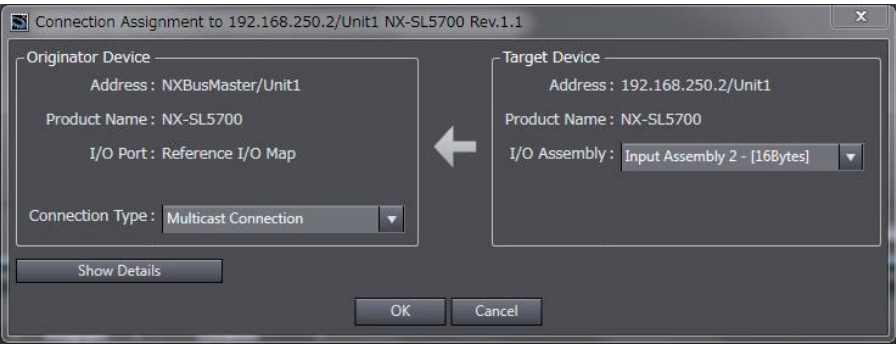 Connection Assignment to 192.168.250.2/Unit1 NX-SL5700 Rev.1.1
x
Originator Device
Address : NXBusMaster/Unit1
Product Name : NX-SL5700
I/O Port : Reference I/O Map
Connection Type : Multicast Connection
Target Device
Address : 192.168.250.2/Unit1
Product Name : NX-SL5700
I/O Assembly : Input Assembly 2 - [16Bytes]
Show Details
OK
Cancel